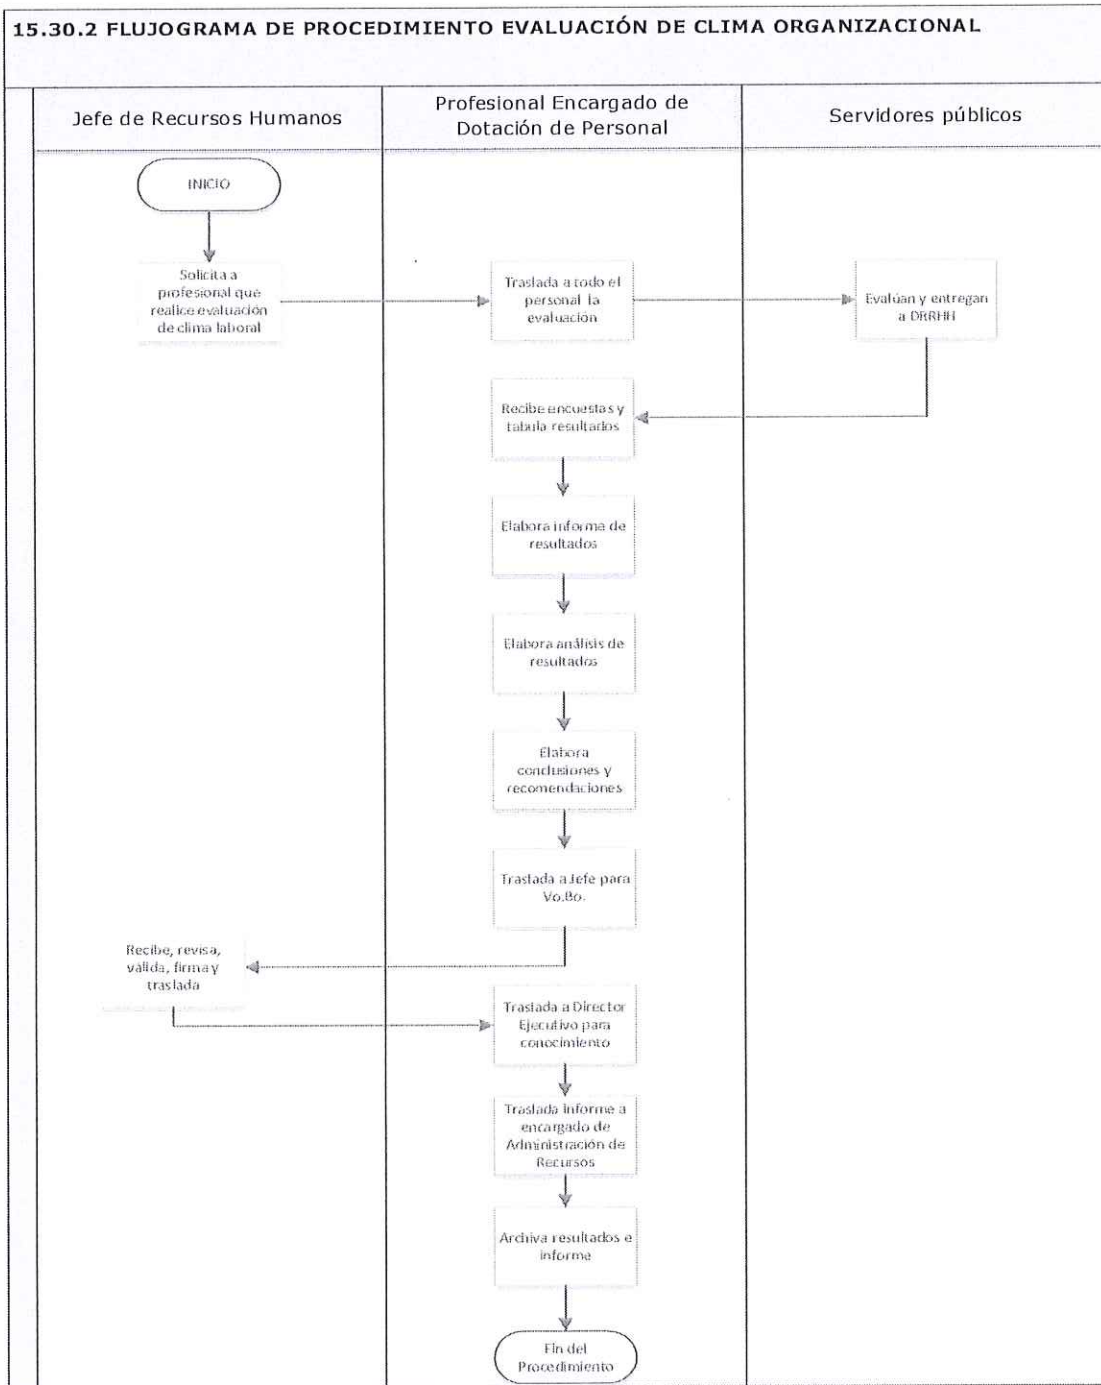 15.30.2 FLUJOGRAMA DE PROCEDIMIENTO EVALUACIÓN DE CLIMA ORGANIZACIONAL
Jefe de Recursos Humanos
Profesional Encargado de
Dotación de Personal
Servidores públicos
INICIO
Solicita a
profesional que
realice evaluación
de clima laboral
Traslada a todo el
personal la
evaluación
Evalúan y entregan
a DRRHH
Recibe encuestas y
tabula resultados
Elabora informe de
resultados
Elabora análisis de
resultados
Elabora
conclusiones y
recomendaciones
Traslada a Jefe para
Vo.Bo.
Recibe, revisa,
valida, firma y
traslada
Traslada a Director
Ejecutivo para
conocimiento
Traslada informe a
encargado de
Administración de
Recursos
Archiva resultados e
informe
Fin del
Procedimiento